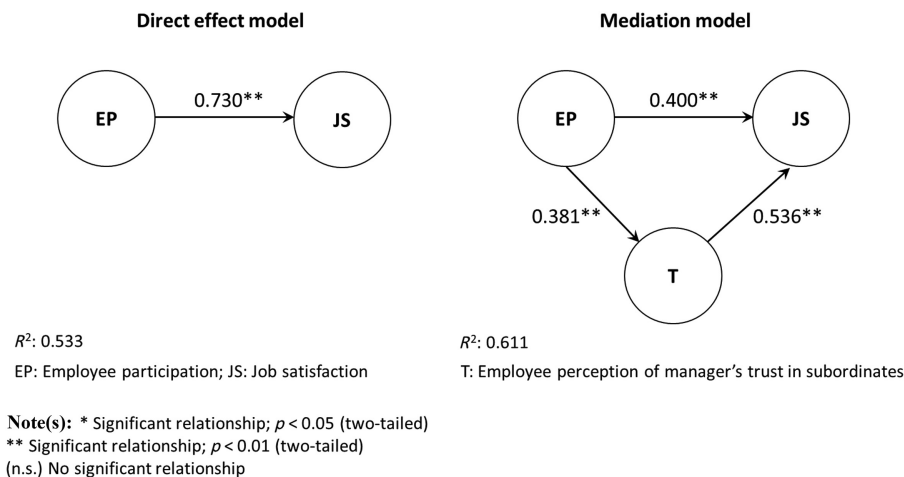 Direct effect model
EP
0.730**
JS
R²: 0.533
EP: Employee participation; JS: Job satisfaction
Mediation model
EP
0.400**
JS
0.381**
0.536**
T
R²: 0.611
T: Employee perception of manager’s trust in subordinates
Note(s): * Significant relationship; p < 0.05 (two-tailed)
** Significant relationship; p < 0.01 (two-tailed)
(n.s.) No significant relationship